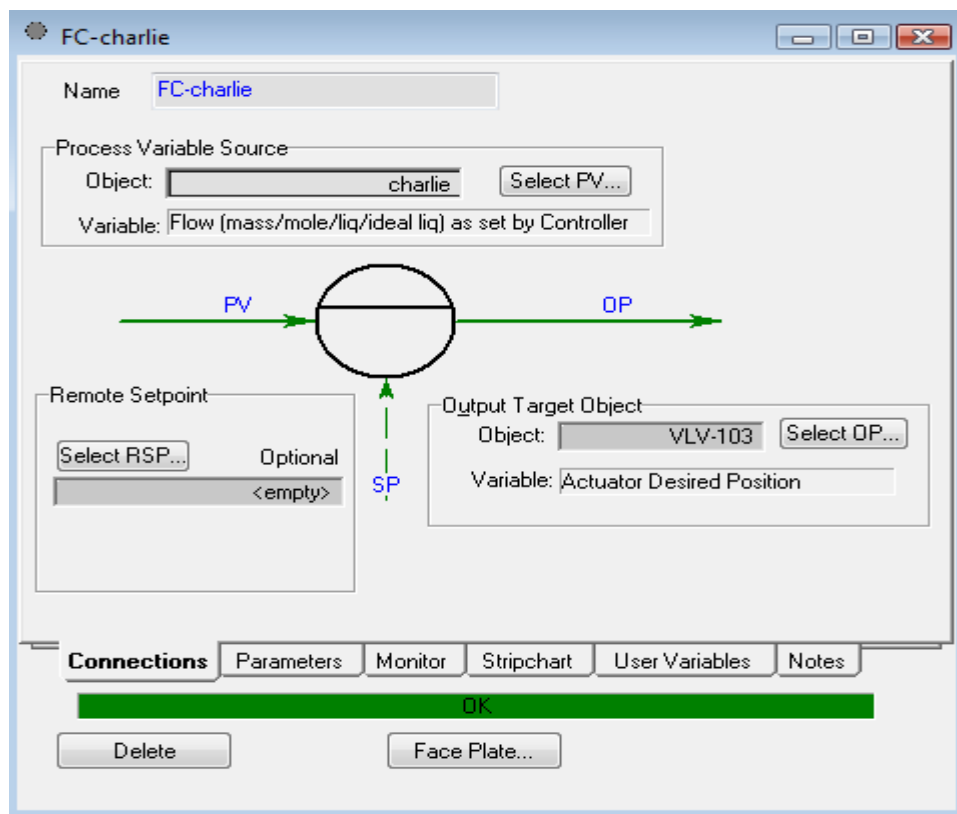 FC-charlie
Name FC-charlie
Process Variable Source
Object: charlie Select PV...
Variable: Flow (mass/mole/liq/ideal liq) as set by Controller
PV OP
Remote Setpoint
Select RSP... Optional
<empty>
SP
Output Target Object
Object: VLV-103 Select OP...
Variable: Actuator Desired Position
Connections Parameters Monitor Stripchart User Variables Notes
OK
Delete Face Plate...